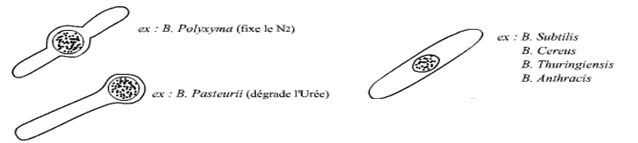 ex : B. Polyxyma (fixe le N2)
ex : B. Pasteurii (dégrade l'Urée)
ex : B. Subtilis
B. Cereus
B. Thuringiensis
B. Anthracis